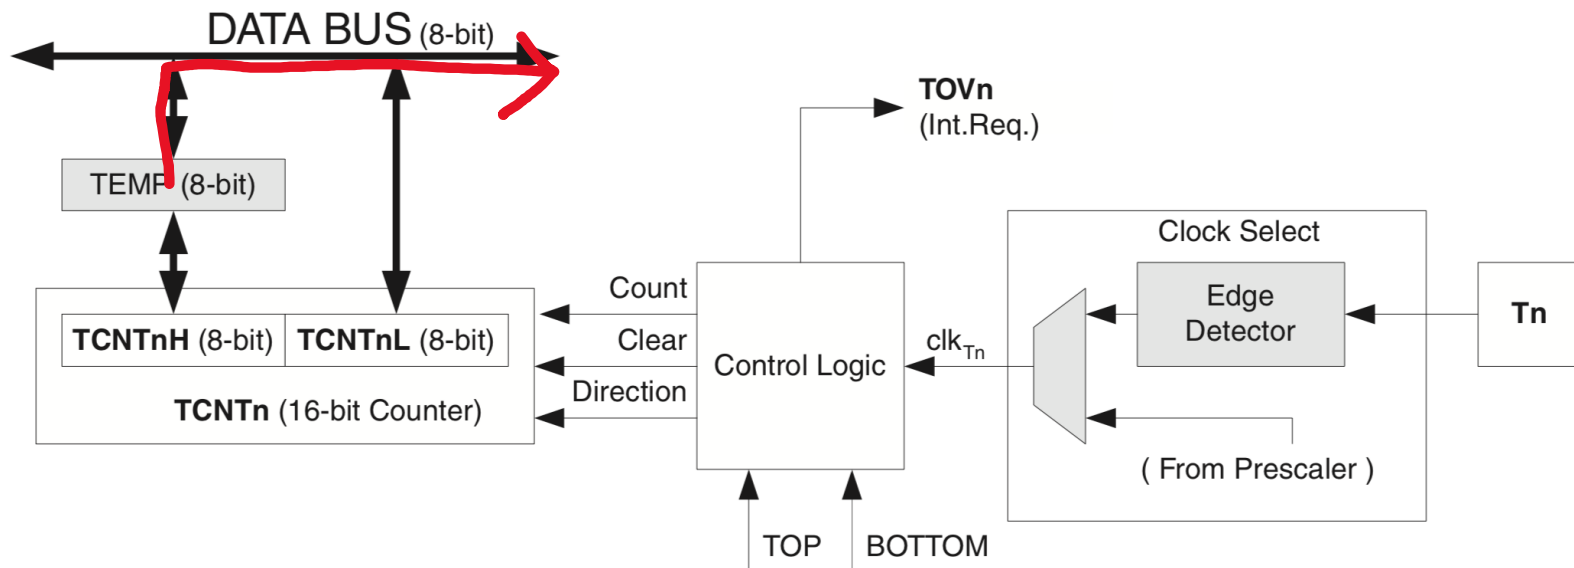 DATA BUS (8-bit)
TEMP (8-bit)
TCNTnH (8-bit) TCNTnL (8-bit)
TCNTn (16-bit Counter)
Count
Clear
Direction
Control Logic
TOVn
(Int.Req.)
TOP
BOTTOM
clkTn
Clock Select
Edge
Detector
( From Prescaler )
Tn